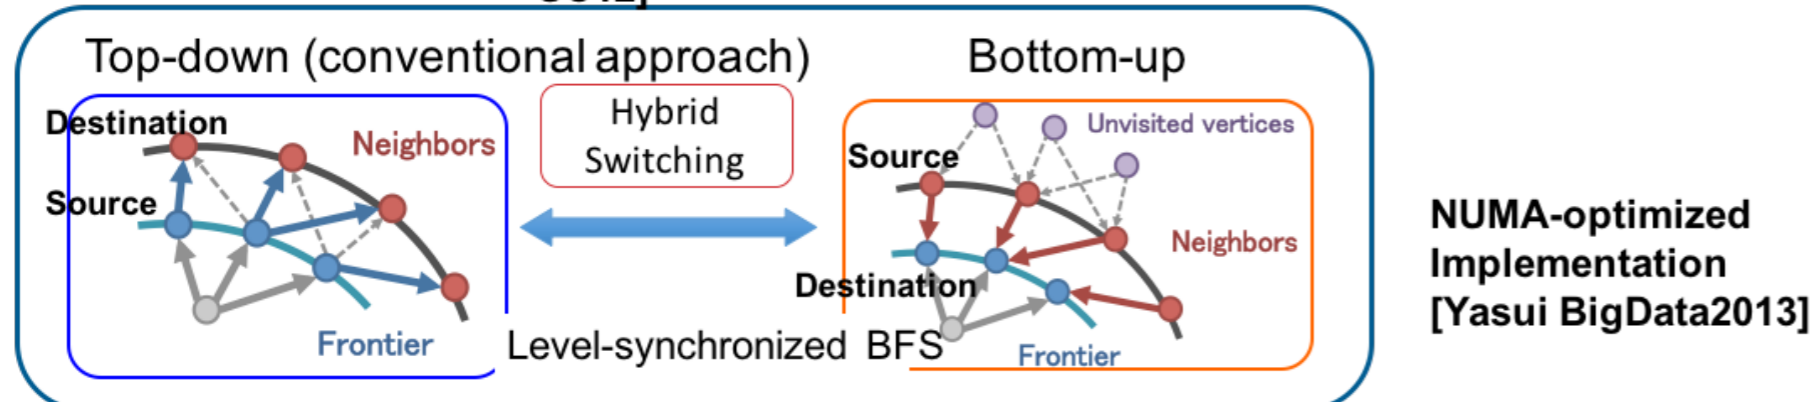 Top-down (conventional approach)
Bottom-up
Hybrid
Switching
Destination
Neighbors
Source
Frontier
Unvisited vertices
Source
Neighbors
Destination
Frontier
Level-synchronized BFS
NUMA-optimized
Implementation
[Yasui BigData2013]